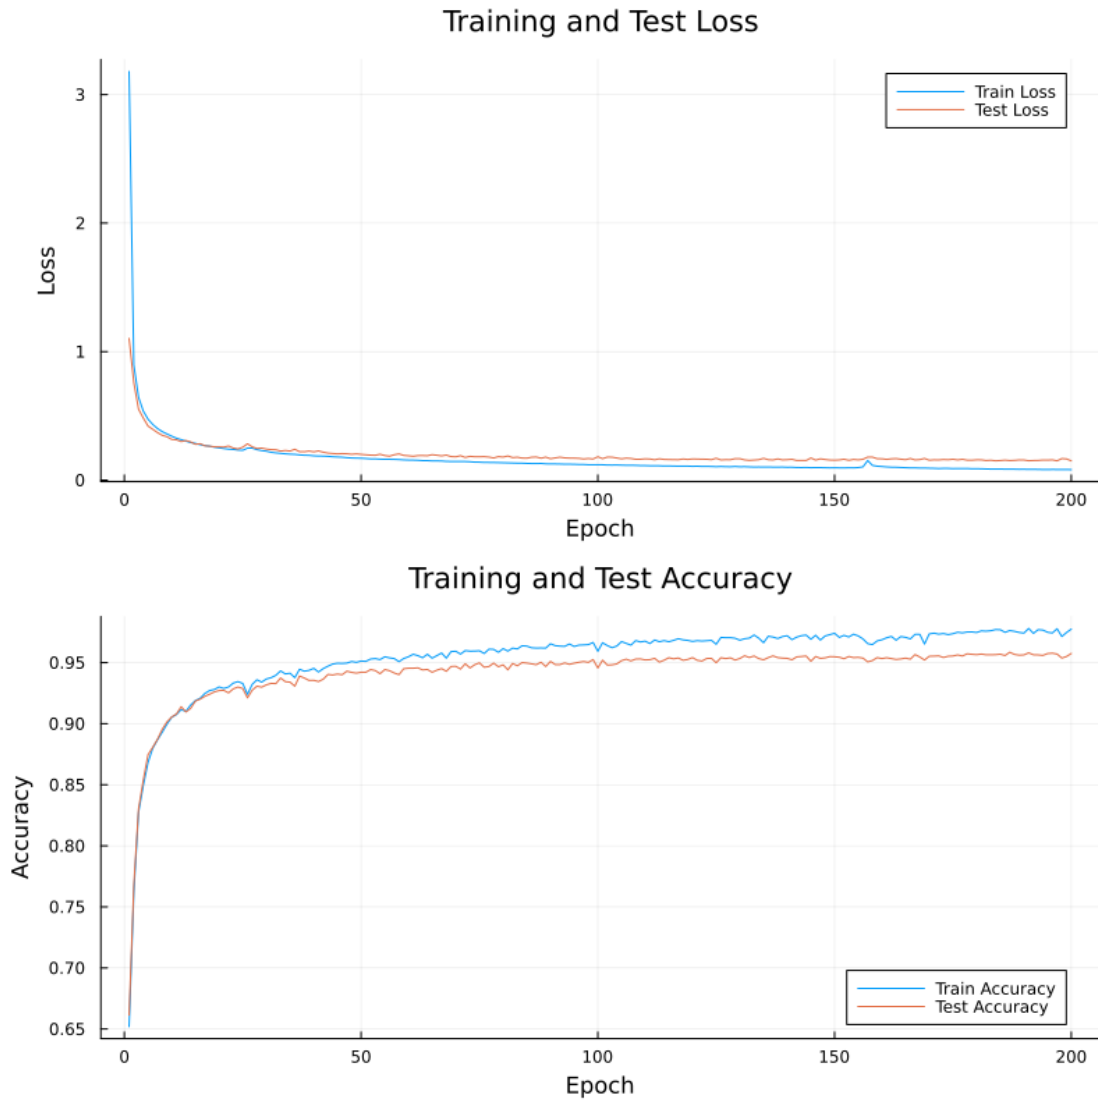 Training and Test Loss
Loss
3
2
1
0
Train Loss
Test Loss
0
50
100
150
200
Epoch
Training and Test Accuracy
Accuracy
0.95
0.90
0.85
0.80
0.75
0.70
0.65
Train Accuracy
Test Accuracy
0
50
100
150
200
Epoch